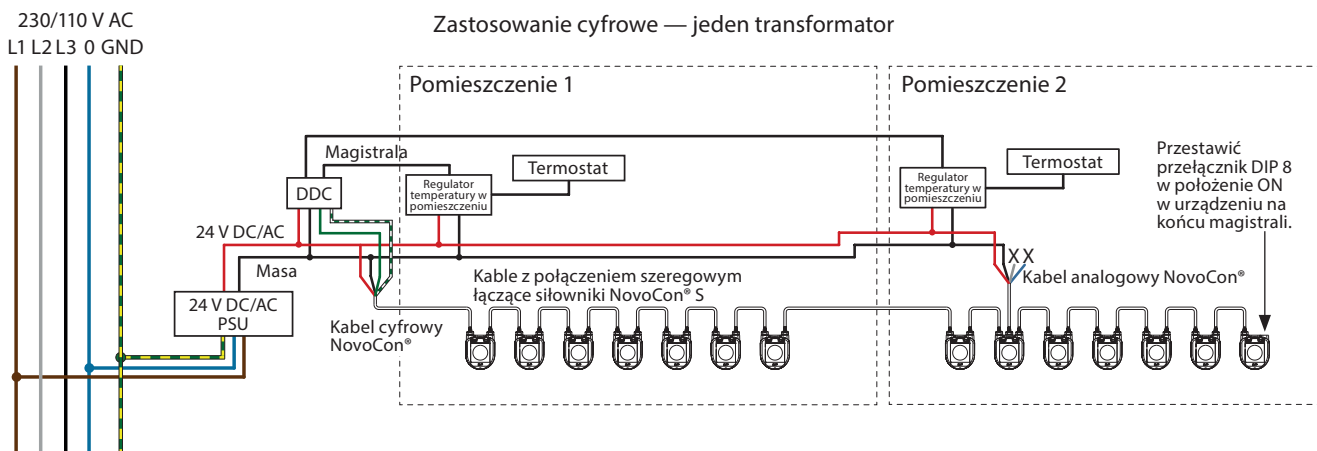 230/110 V AC
L1 L2 L3 0 GND
Zastosowanie cyfrowe — jeden transformator
Pomieszczenie 1
Pomieszczenie 2
Magistrala
DDC
Regulator
temperatury w
pomieszczeniu
Termostat
Regulator
temperatury w
pomieszczeniu
Termostat
Przestawić
przełącznik DIP 8
w położenie ON
w urządzeniu na
końcu magistrali.
24 V DC/AC
Masa
24 V DC/AC
PSU
Kabel cyfrowy
NovoCon®
Kable z połączeniem szeregowym
łączące siłowniki NovoCon® S
X X
Kabel analogowy NovoCon®